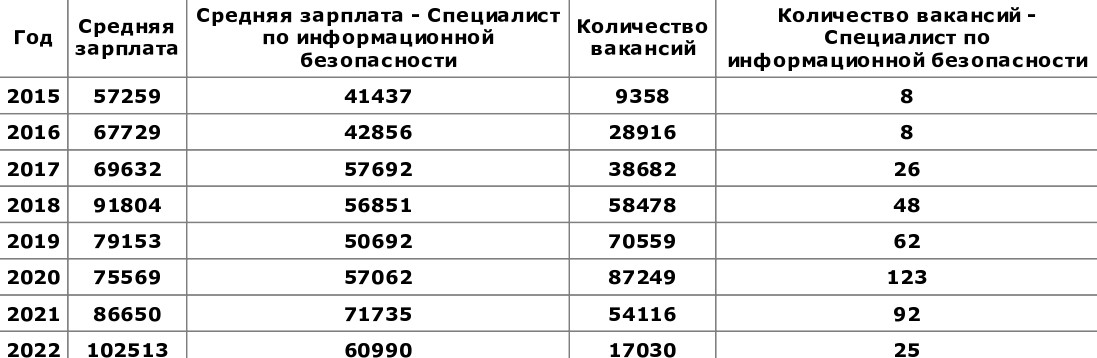 Год Средняя зарплата Средняя зарплата - Специалист по информационной безопасности Количество вакансий Количество вакансий - Специалист по информационной безопасности
2015 57259 41437 9358 8
2016 67729 42856 28916 8
2017 69632 57692 38682 26
2018 91804 56851 58478 48
2019 79153 50692 70559 62
2020 75569 57062 87249 123
2021 86650 71735 54116 92
2022 102513 60990 17030 25